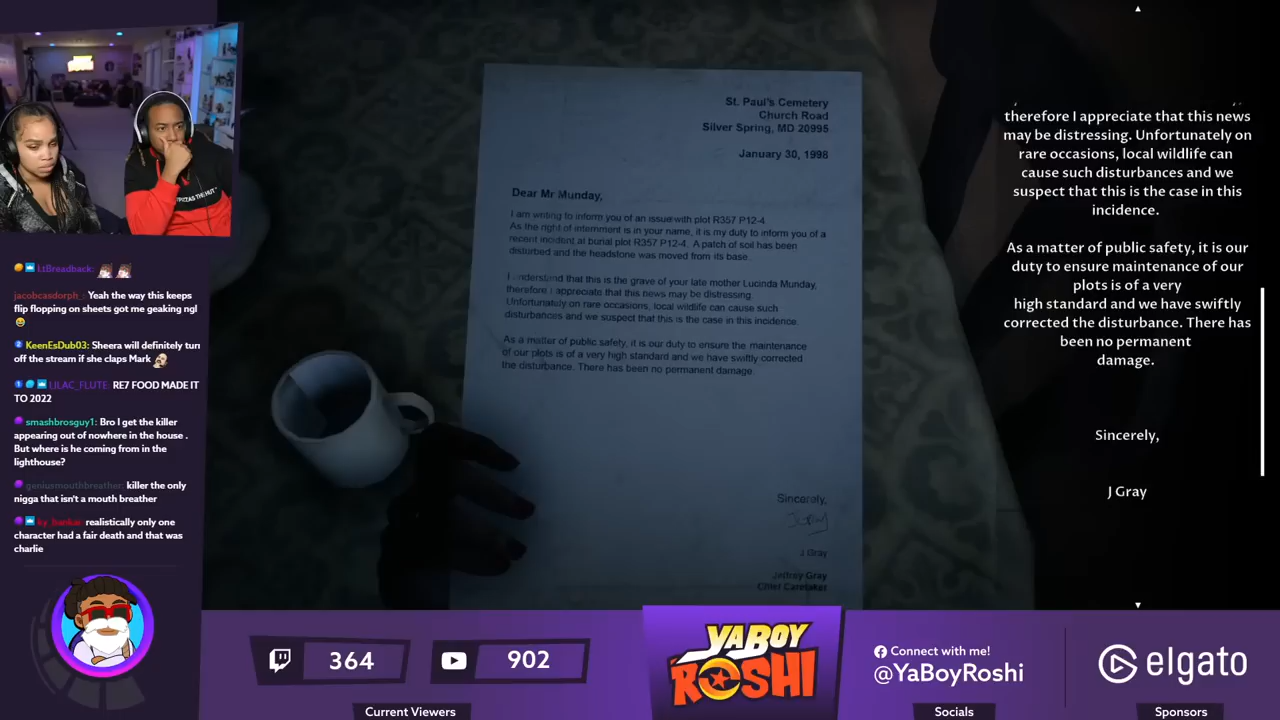 St. Paul's Cemetery
Church Road
Silver Spring, MD 20995
January 30, 1998
Dear Mr Munday,
I am writing to inform you of an issue with plot R357 P12-4
As the right of internment is in your name, it is my duty to inform you of a
recent incident at burial plot R357 P12-4. A patch of soil has been
disturbed and the headstone was moved from its base.
I understand that this is the grave of your late mother Lucinda Munday,
therefore I appreciate that this news may be distressing.
Unfortunately on rare occasions, local wildlife can cause such
disturbances and we suspect that this is the case in this incidence.
As a matter of public safety, it is our duty to ensure the maintenance
of our plots is of a very high standard and we have swiftly corrected
the disturbance. There has been no permanent damage
Sincerely,
J Gray
Jeffrey Gray
Chief Caretaker
therefore I appreciate that this news
may be distressing. Unfortunately on
rare occasions, local wildlife can
cause such disturbances and we
suspect that this is the case in this
incidence.
As a matter of public safety, it is our
duty to ensure maintenance of our
plots is of a very
high standard and we have swiftly
corrected the disturbance. There has
been no permanent
damage.
Sincerely,
J Gray
LtBreadback:
jacobcasdorph_: Yeah the way this keeps
flip flopping on sheets got me geaking ngl
KeenEsDub03: Sheera will definitely turn
off the stream if she claps Mark
LILAC_FLUTE: RE7 FOOD MADE IT
TO 2022
smashbrosguy1: Bro I get the killer
appearing out of nowhere in the house .
But where is he coming from in the
lighthouse?
geniusmouthbreather: killer the only
nigga that isn't a mouth breather
realistically only one
character had a fair death and that was
charlie
364
902
Current Viewers
YABOY
ROSHI
Connect with me!
@YaBoyRoshi
Socials
elgato
Sponsors